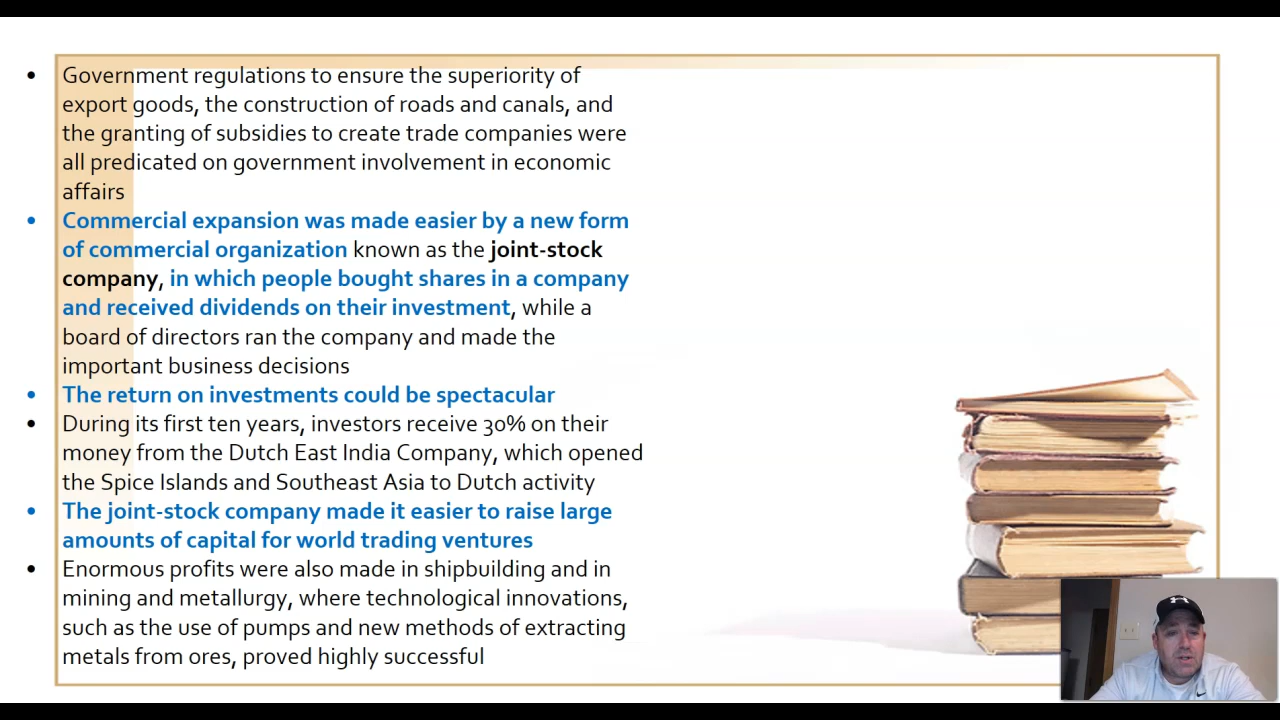 • Government regulations to ensure the superiority of
export goods, the construction of roads and canals, and
the granting of subsidies to create trade companies were
all predicated on government involvement in economic
affairs
• Commercial expansion was made easier by a new form
of commercial organization known as the joint-stock
company, in which people bought shares in a company
and received dividends on their investment, while a
board of directors ran the company and made the
important business decisions
• The return on investments could be spectacular
• During its first ten years, investors receive 30% on their
money from the Dutch East India Company, which opened
the Spice Islands and Southeast Asia to Dutch activity
• The joint-stock company made it easier to raise large
amounts of capital for world trading ventures
• Enormous profits were also made in shipbuilding and in
mining and metallurgy, where technological innovations,
such as the use of pumps and new methods of extracting
metals from ores, proved highly successful